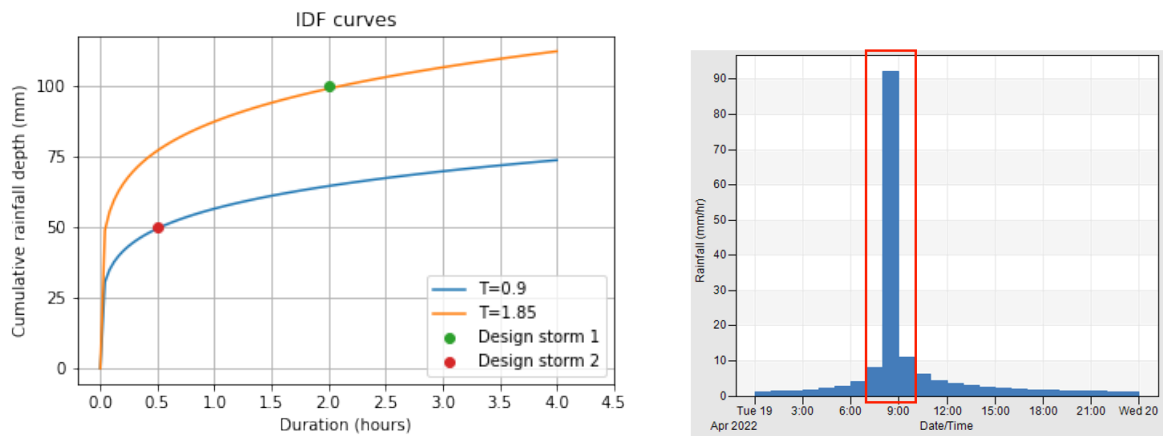 IDF curves
Cumulative rainfall depth (mm)
100
75
50
25
0
T=0.9
T=1.85
Design storm 1
Design storm 2
0.0 0.5 1.0 1.5 2.0 2.5 3.0 3.5 4.0 4.5
Duration (hours)
Rainfall (mm/hr)
90
80
70
60
50
40
30
20
10
0
Tue 19 3:00 6:00 9:00 12:00 15:00 18:00 21:00 Wed 20
Apr 2022
Date/Time